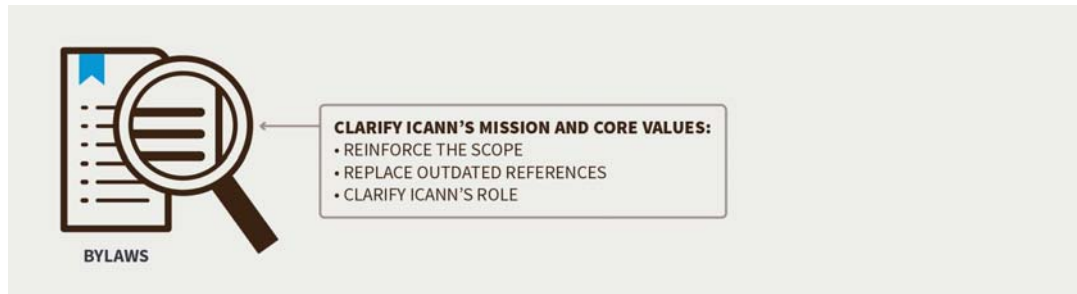 CLARIFY ICANN'S MISSION AND CORE VALUES:
• REINFORCE THE SCOPE
• REPLACE OUTDATED REFERENCES
• CLARIFY ICANN'S ROLE
BYLAWS